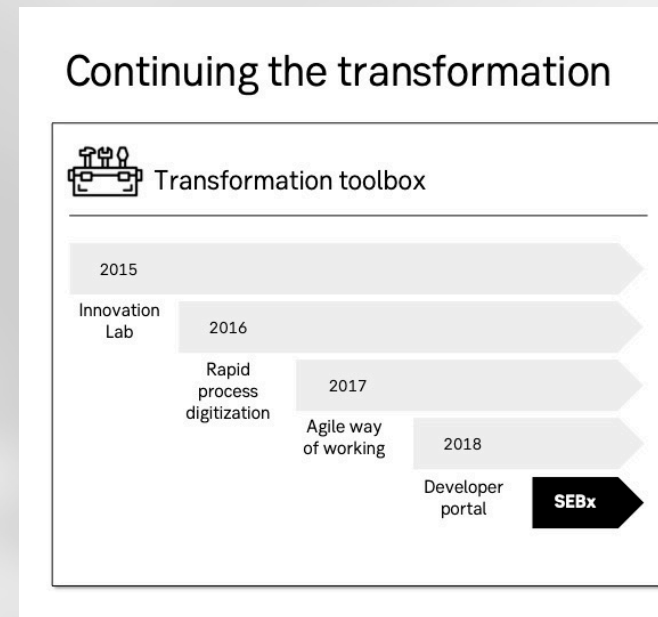 Continuing the transformation
Transformation toolbox
2015
Innovation
Lab
2016
Rapid
process
digitization
2017
Agile way
of working
2018
Developer
portal
SEBx